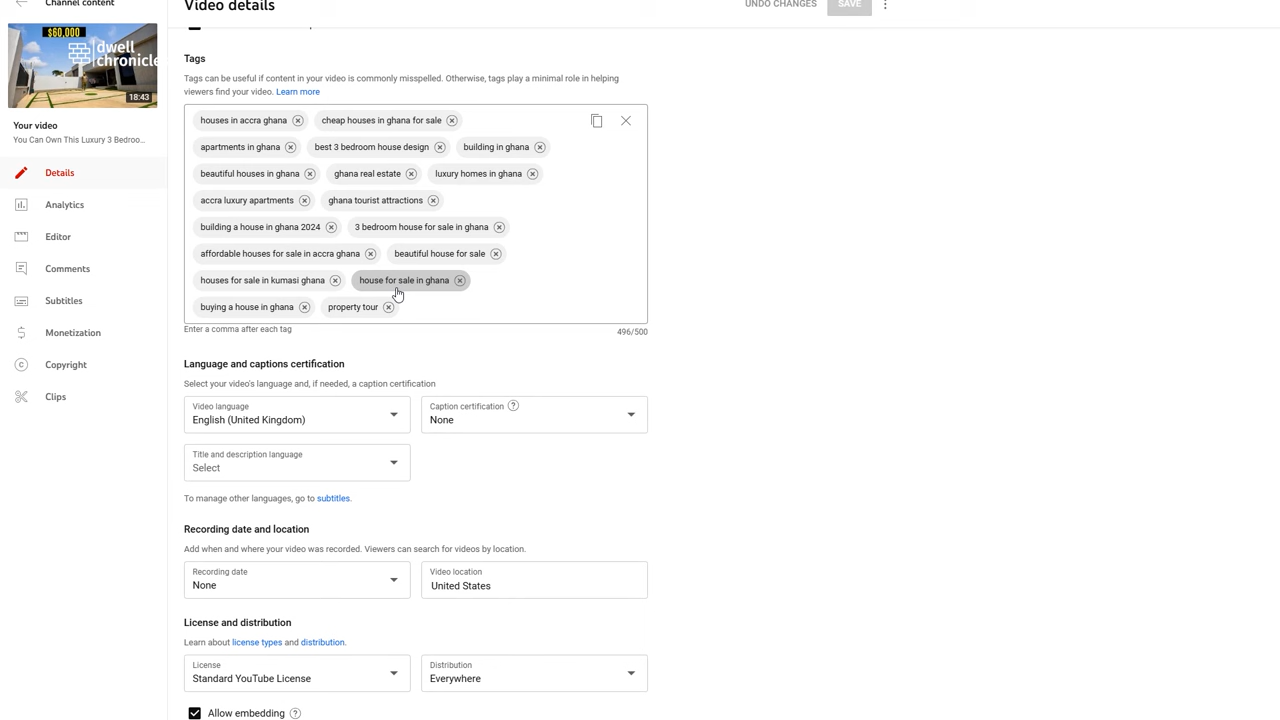 Channel content
Video details
UNDO CHANGES
SAVE
$60,000
dwell
chronicle
18:43
Your video
You Can Own This Luxury 3 Bedroo...
Details
Analytics
Editor
Comments
Subtitles
Monetization
Copyright
Clips
Tags
Tags can be useful if content in your video is commonly misspelled. Otherwise, tags play a minimal role in helping
viewers find your video. Learn more
houses in accra ghana cheap houses in ghana for sale
apartments in ghana best 3 bedroom house design building in ghana
beautiful houses in ghana ghana real estate luxury homes in ghana
accra luxury apartments ghana tourist attractions
building a house in ghana 2024 3 bedroom house for sale in ghana
affordable houses for sale in accra ghana beautiful house for sale
houses for sale in kumasi ghana house for sale in ghana
buying a house in ghana property tour
Enter a comma after each tag 496/500
Language and captions certification
Select your video's language and, if needed, a caption certification
Video language
English (United Kingdom)
Caption certification ?
None
Title and description language
Select
To manage other languages, go to subtitles.
Recording date and location
Add when and where your video was recorded. Viewers can search for videos by location.
Recording date
None
Video location
United States
License and distribution
Learn about license types and distribution.
License
Standard YouTube License
Distribution
Everywhere
Allow embedding ?